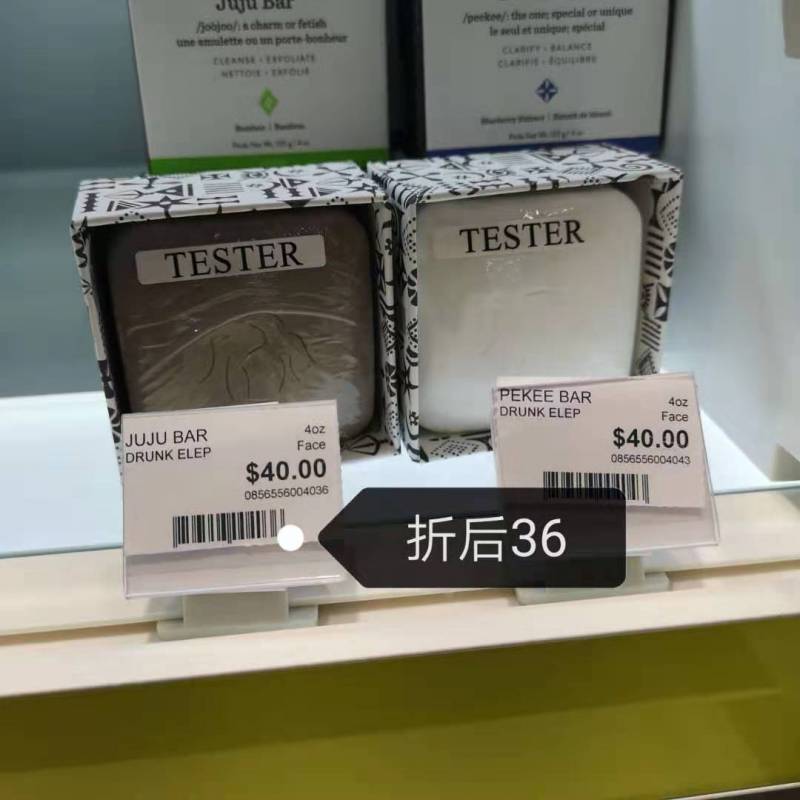 Juju Bar
/joojoo/: a charm or fetish
une amulette ou un porte-bonheur
CLEANSE · EXFOLIATE
NETTOIE · EXFOLIE
Bamboo | Bambou
/peekee/: the one; special or unique
le seul et unique; spécial
CLARIFY · BALANCE
CLARIFIE · ÉQUILIBRE
TESTER
TESTER
JUJU BAR
DRUNK ELEP
4oz
Face
$40.00
0856556004036
PEKEE BAR
DRUNK ELEP
4oz
Face
$40.00
0856556004043
折后36